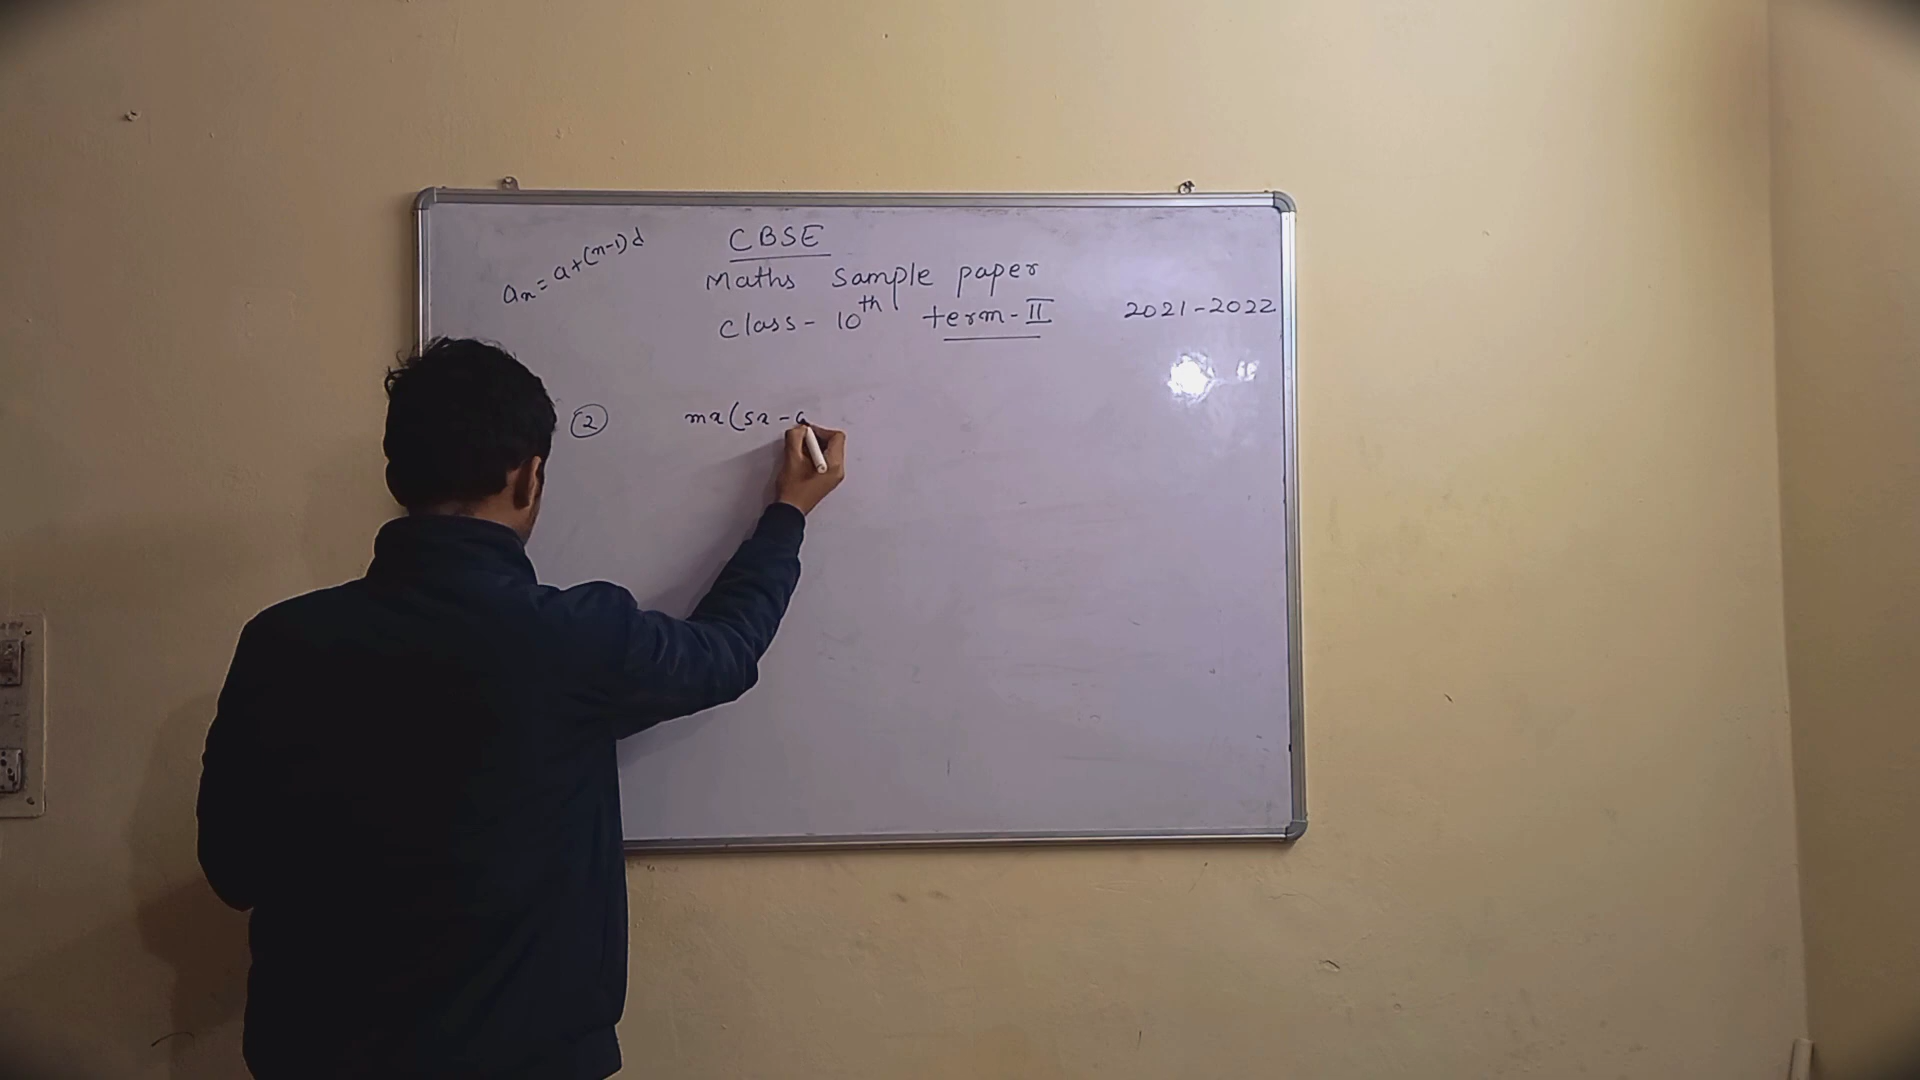 CBSE
aₙ = a+(n-1)d
Maths Sample paper
Class - 10th term - II 2021-2022
② mx(5x -